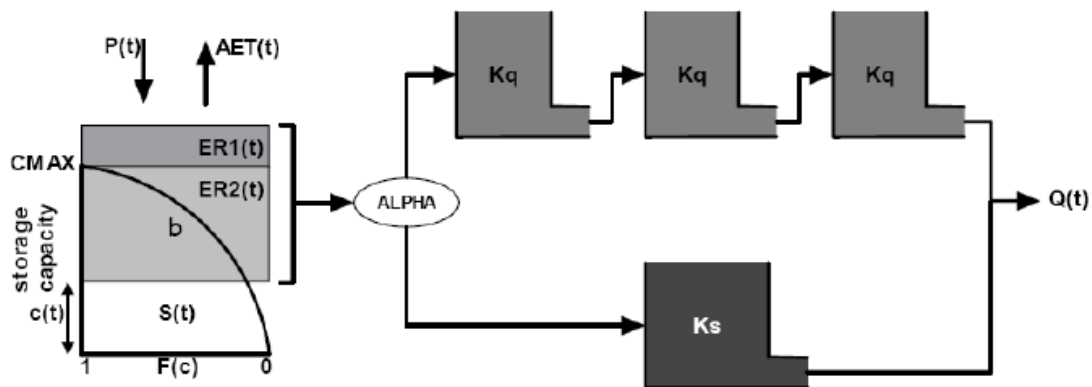 P(t)
AET(t)
CMAX
ER1(t)
ER2(t)
b
storage
capacity
c(t)
S(t)
1
F(c)
0
ALPHA
Kq
Kq
Kq
Ks
Q(t)